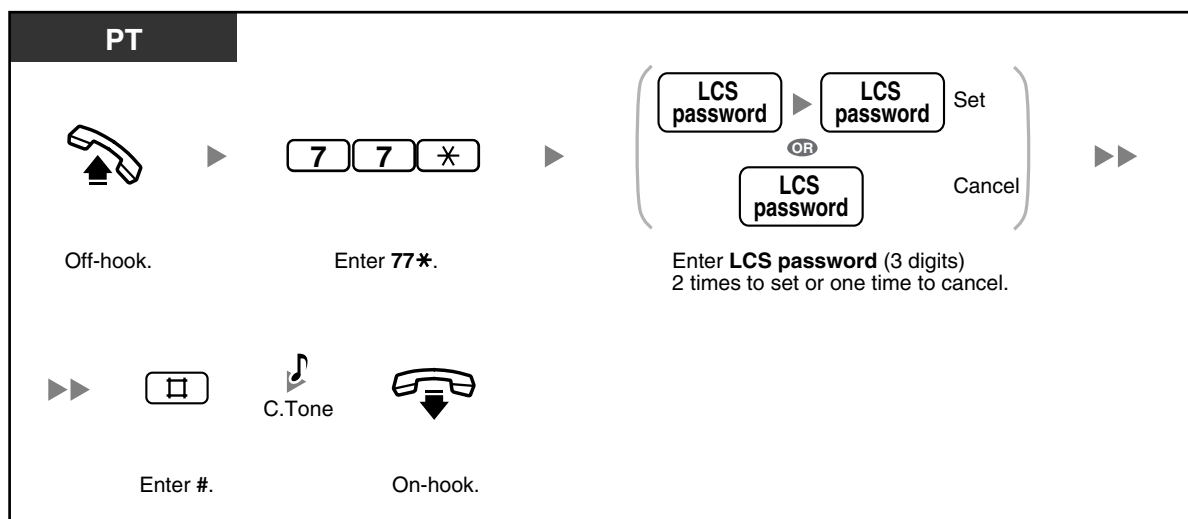 PT
LCS password LCS password Set
OR
LCS password Cancel
7 7 *
Off-hook.
Enter 77*.
Enter LCS password (3 digits)
2 times to set or one time to cancel.
#
C.Tone
Enter #.
On-hook.